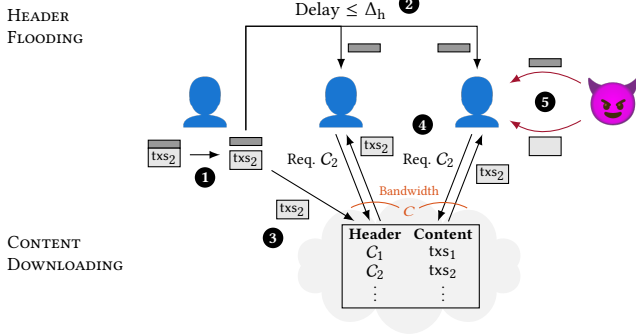 HEADER
FLOODING
Delay ≤ Δh
2
txs2
txs2
1
Req. C2
txs2
4
Req. C2
txs2
5
txs2
3
Bandwidth
C
CONTENT
DOWNLOADING
Header Content
C1 txs1
C2 txs2
⋮ ⋮